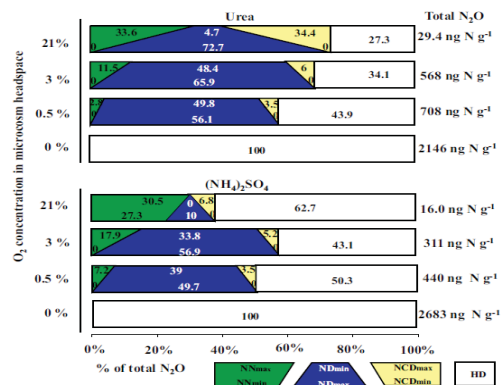 Urea
Total N2O
21% 33.6 0 4.7 72.7 34.4 0 27.3 29.4 ng N g-1
3 % 11.5 0 48.4 65.9 6 0 34.1 568 ng N g-1
0.5 % 0 49.8 56.1 3.5 0 43.9 708 ng N g-1
0 % 100 2146 ng N g-1
(NH4)2SO4
21% 30.5 27.3 0 10 6.8 0 62.7 16.0 ng N g-1
3 % 17.9 0 33.8 56.9 5.2 0 43.1 311 ng N g-1
0.5 % 7.2 0 39 49.7 3.5 0 50.3 440 ng N g-1
0 % 100 2683 ng N g-1
O2 concentration in microcosm headspace
0% 20% 40% 60% 80% 100%
% of total N2O
NNmax NDmin NCDmax HD
NNmin NDmax NCDmin